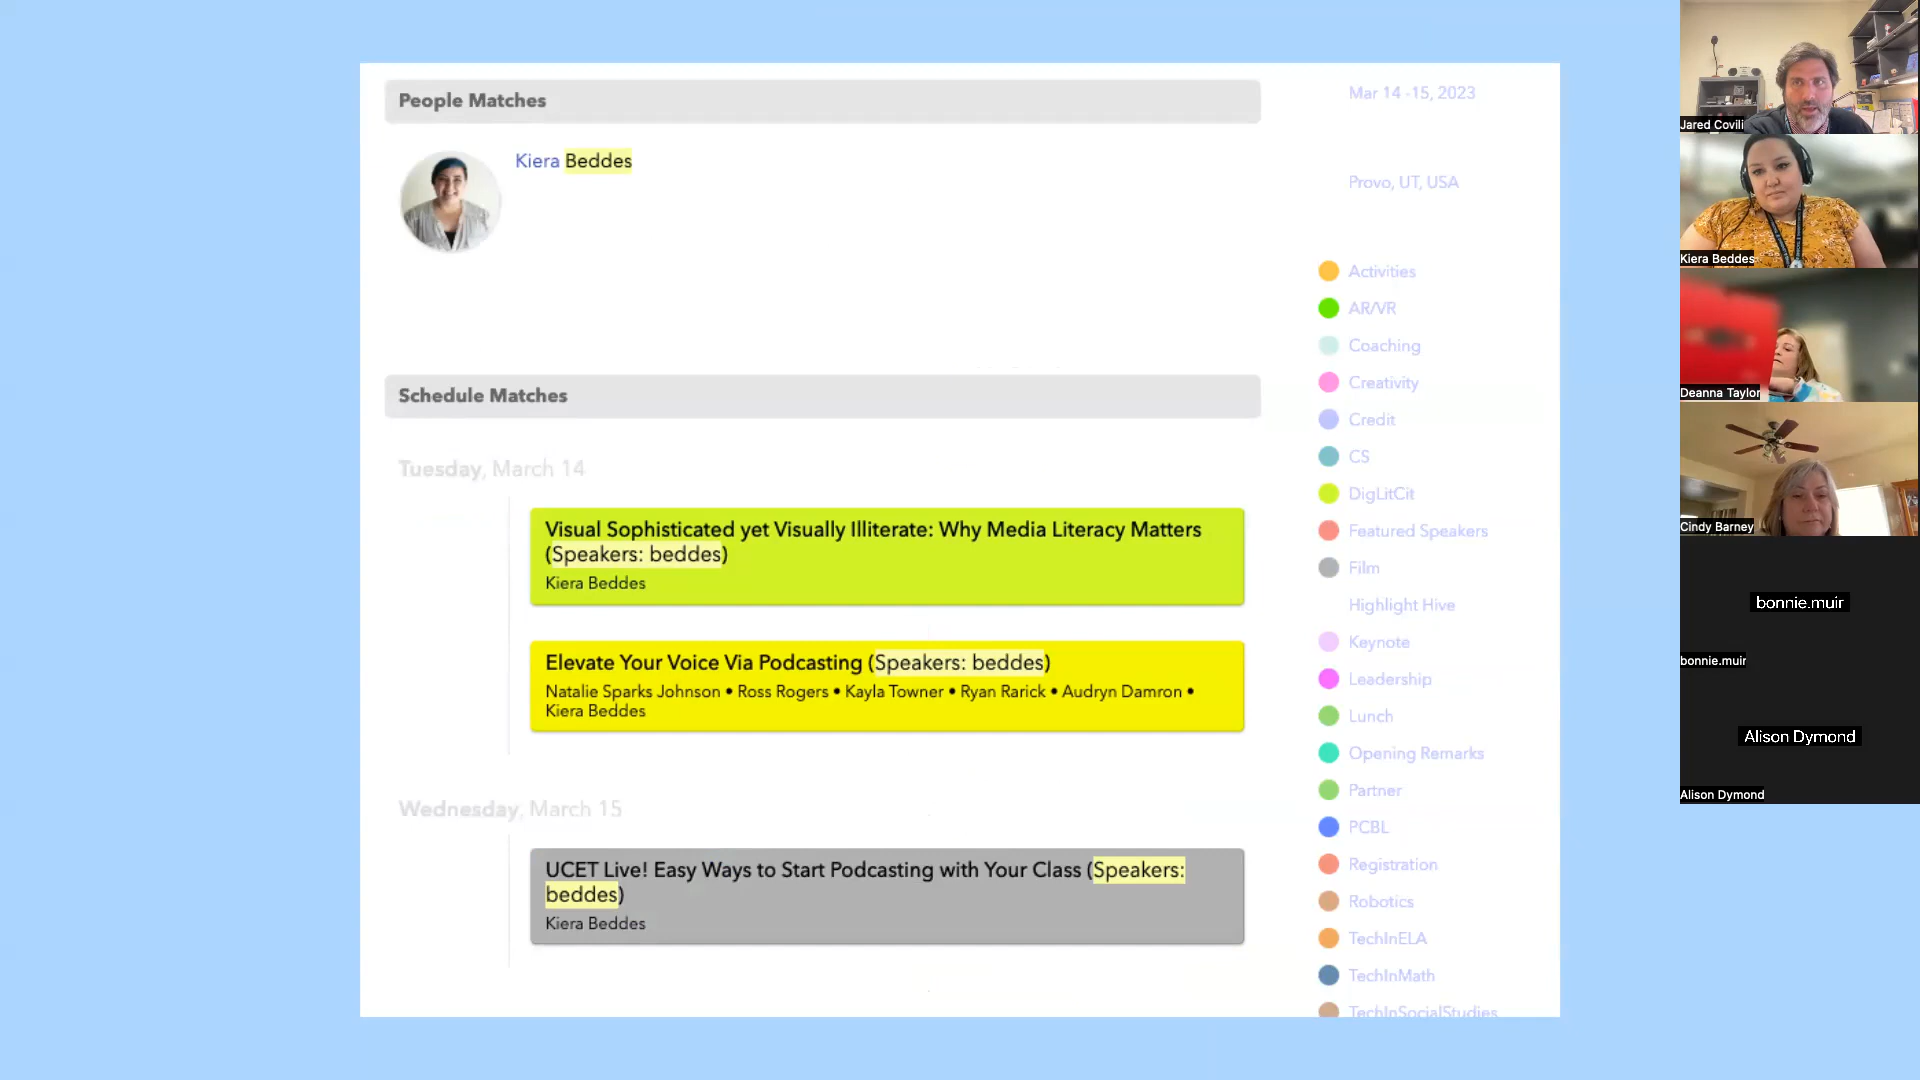 People Matches
Kiera Beddes
Schedule Matches
Tuesday, March 14
Visual Sophisticated yet Visually Illiterate: Why Media Literacy Matters
(Speakers: beddes)
Kiera Beddes
Elevate Your Voice Via Podcasting (Speakers: beddes)
Natalie Sparks Johnson • Ross Rogers • Kayla Towner • Ryan Rarick • Audryn Damron •
Kiera Beddes
Wednesday, March 15
UCET Live! Easy Ways to Start Podcasting with Your Class (Speakers:
beddes)
Kiera Beddes
Mar 14 -15, 2023
Provo, UT, USA
Activities
AR/VR
Coaching
Creativity
Credit
CS
DigLitCit
Featured Speakers
Film
Highlight Hive
Keynote
Leadership
Lunch
Opening Remarks
Partner
PCBL
Registration
Robotics
TechInELA
TechInMath
TechInSocialStudies
Jared Covili
Kiera Beddes
Deanna Taylor
Cindy Barney
bonnie.muir
bonnie.muir
Alison Dymond
Alison Dymond